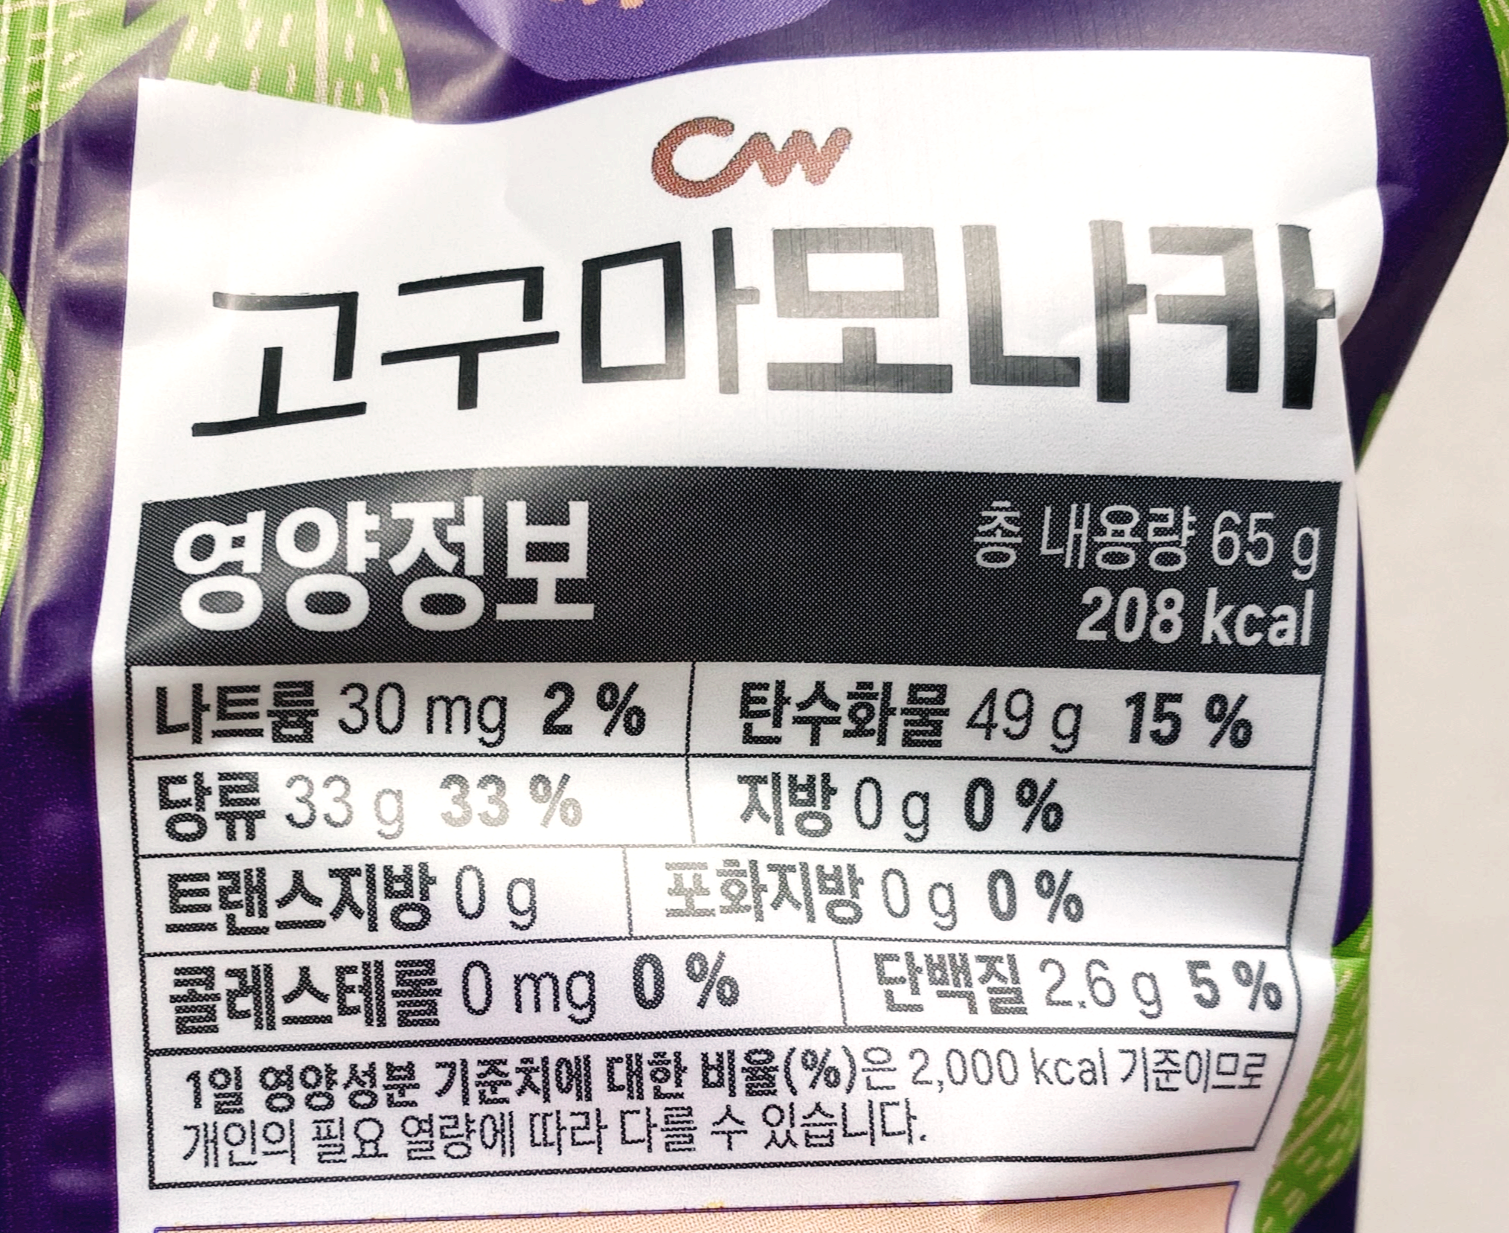 CW
고구마모나카
영양정보
총 내용량 65 g
208 kcal
나트륨 30 mg 2 % 탄수화물 49 g 15 %
당류 33 g 33 % 지방 0 g 0 %
트랜스지방 0 g 포화지방 0 g 0 %
콜레스테롤 0 mg 0 % 단백질 2.6 g 5 %
1일 영양성분 기준치에 대한 비율(%)은 2,000 kcal 기준이므로
개인의 필요 열량에 따라 다를 수 있습니다.